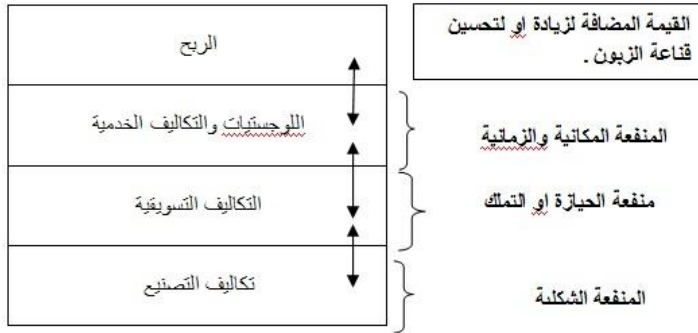 القيمة المضافة لزيادة او لتحسين
قناعة الزبون .
الربح
اللوجستيات والتكاليف الخدمية
المنفعة المكانية والزمانية
التكاليف التسويقية
منفعة الحيازة او التملك
تكاليف التصنيع
المنفعة الشكلية